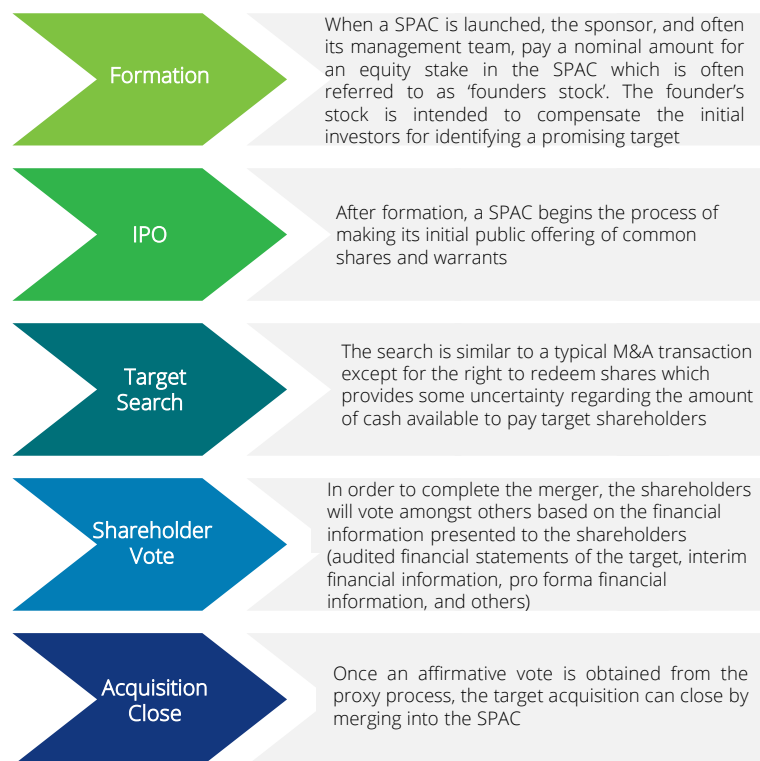 Formation
When a SPAC is launched, the sponsor, and often
its management team, pay a nominal amount for
an equity stake in the SPAC which is often
referred to as ‘founders stock’. The founder’s
stock is intended to compensate the initial
investors for identifying a promising target
IPO
After formation, a SPAC begins the process of
making its initial public offering of common
shares and warrants
Target
Search
The search is similar to a typical M&A transaction
except for the right to redeem shares which
provides some uncertainty regarding the amount
of cash available to pay target shareholders
Shareholder
Vote
In order to complete the merger, the shareholders
will vote amongst others based on the financial
information presented to the shareholders
(audited financial statements of the target, interim
financial information, pro forma financial
information, and others)
Acquisition
Close
Once an affirmative vote is obtained from the
proxy process, the target acquisition can close by
merging into the SPAC